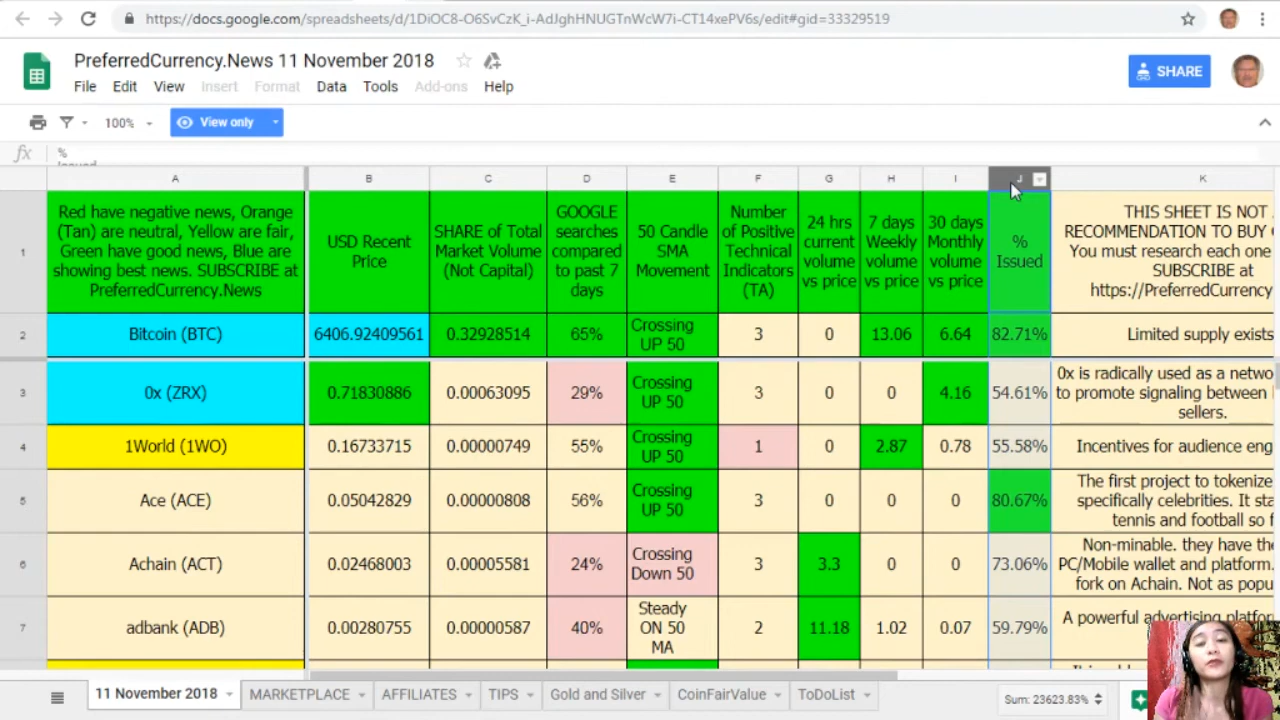 https://docs.google.com/spreadsheets/d/1DiOC8-O6SvCzK_i-AdJghHNUGTnWcW7i-CT14xePV6s/edit#gid=33329519
PreferredCurrency.News 11 November 2018
SHARE
File Edit View Insert Format Data Tools Add-ons Help
100% View only
fx %
Issued
A B C D E F G H I J K
1
Red have negative news, Orange
(Tan) are neutral, Yellow are fair,
Green have good news, Blue are
showing best news. SUBSCRIBE at
PreferredCurrency.News
USD Recent
Price
SHARE of Total
Market Volume
(Not Capital)
GOOGLE
searches
compared
to past 7
days
50 Candle
SMA
Movement
Number
of Positive
Technical
Indicators
(TA)
24 hrs
current
volume
vs price
7 days
Weekly
volume
vs price
30 days
Monthly
volume
vs price
%
Issued
THIS SHEET IS NOT
RECOMMENDATION TO BUY
You must research each one
SUBSCRIBE at
https://PreferredCurrency
2 Bitcoin (BTC) 6406.92409561 0.32928514 65% Crossing
UP 50 3 0 13.06 6.64 82.71% Limited supply exists
3 0x (ZRX) 0.71830886 0.00063095 29% Crossing
UP 50 3 0 0 4.16 54.61% 0x is radically used as a netwo
to promote signaling between
sellers.
4 1World (1WO) 0.16733715 0.00000749 55% Crossing
UP 50 1 0 2.87 0.78 55.58% Incentives for audience eng
5 Ace (ACE) 0.05042829 0.00000808 56% Crossing
UP 50 3 0 0 0 80.67% The first project to tokenize
specifically celebrities. It sta
tennis and football so f
6 Achain (ACT) 0.02468003 0.00005581 24% Crossing
Down 50 3 3.3 0 0 73.06% Non-minable. they have the
PC/Mobile wallet and platform.
fork on Achain. Not as popu
7 adbank (ADB) 0.00280755 0.00000587 40% Steady
ON 50
MA 2 11.18 1.02 0.07 59.79% A powerful advertising platfor
11 November 2018 MARKETPLACE AFFILIATES TIPS Gold and Silver CoinFairValue ToDoList Sum: 23623.83%